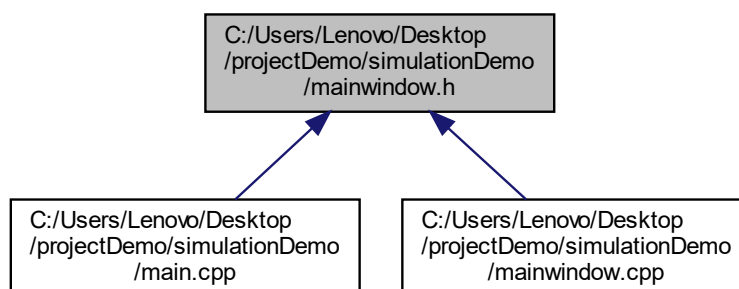 C:/Users/Lenovo/Desktop
/projectDemo/simulationDemo
/mainwindow.h
C:/Users/Lenovo/Desktop
/projectDemo/simulationDemo
/main.cpp
C:/Users/Lenovo/Desktop
/projectDemo/simulationDemo
/mainwindow.cpp